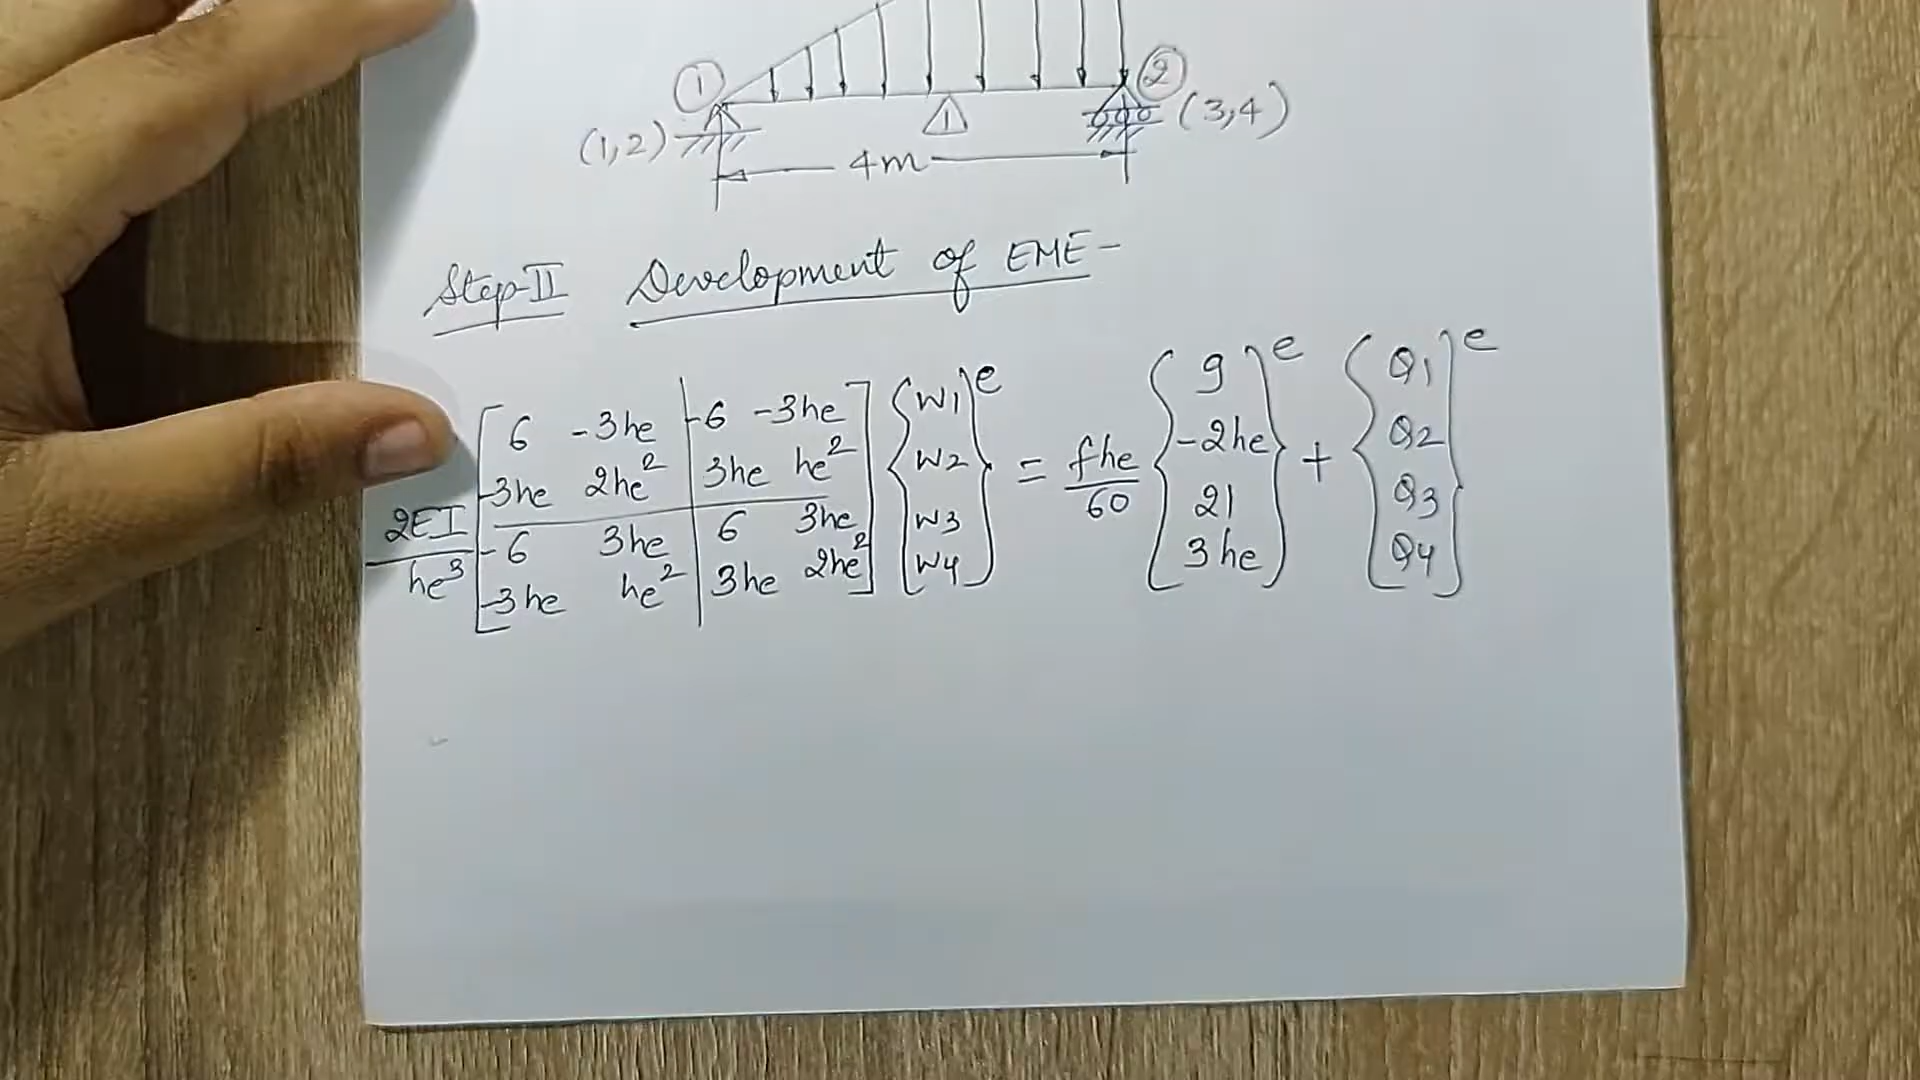 ① ②
(1,2) 1 (3,4)
4m
Step-II Development of EME-
[6 -3he -6 -3he] {w1}e = fhe/60 {9}e + {Q1}e
-3he 2he² 3he he² w2 -2he Q2
2EI/he³ -6 3he 6 3he w3 21 Q3
-3he he² 3he 2he² w4 3he Q4